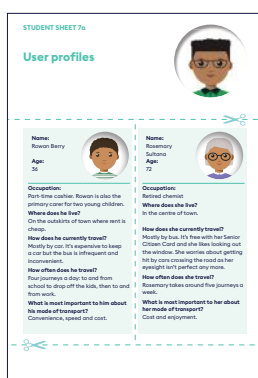 STUDENT SHEET 7a
User profiles
Name:
Rowan Berry
Age:
36
Occupation:
Part-time cashier. Rowan is also the
primary carer for two young children.
Where does he live?
On the outskirts of town where rent is
cheap.
How does he currently travel?
Mostly by car. It's expensive to keep
a car but the bus is infrequent and
inconvenient.
How often does he travel?
Four journeys a day: to and from
school to drop off the kids, then to and
from work.
What is most important to him about
his mode of transport?
Convenience, speed and cost.
Name:
Rosemary
Sultana
Age:
72
Occupation:
Retired chemist
Where does she live?
In the centre of town.
How does she currently travel?
Mostly by bus. It's free with her Senior
Citizen Card and she likes looking out
the window. She worries about getting
hit by cars crossing the road as her
eyesight isn't perfect any more.
How often does she travel?
Rosemary takes around five journeys a
week.
What is most important to her about
her mode of transport?
Cost and enjoyment.